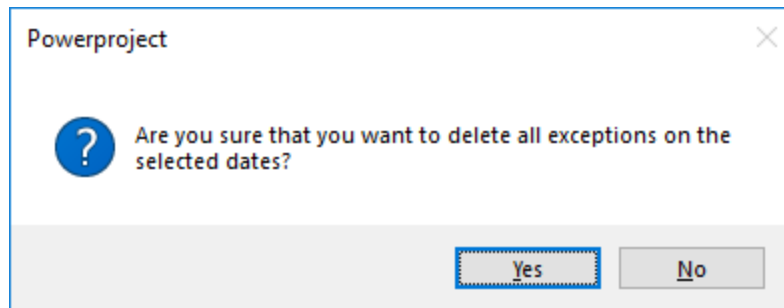 Powerproject
Are you sure that you want to delete all exceptions on the
selected dates?
Yes
No